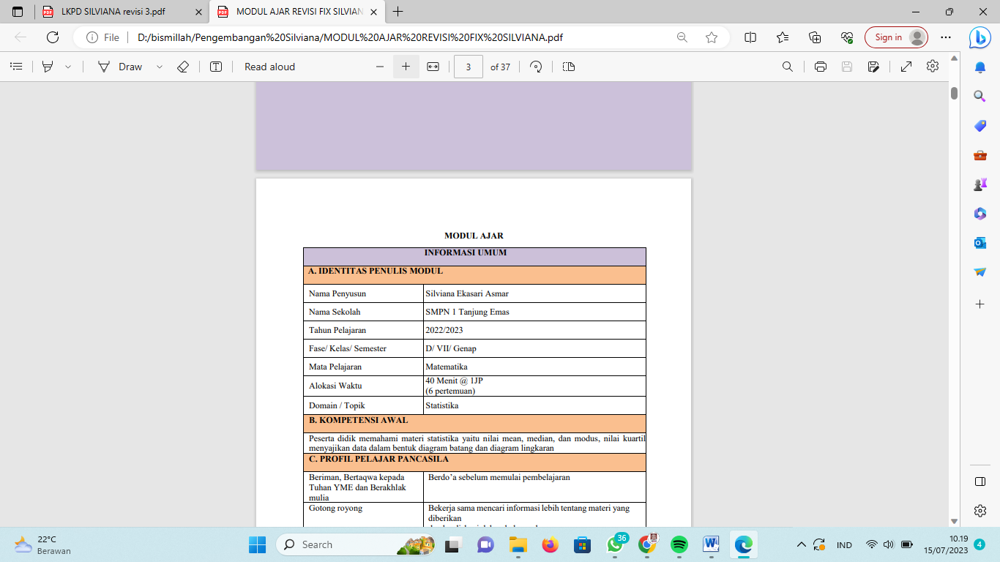 LKPD SILVIANA revisi 3.pdf
MODUL AJAR REVISI FIX SILVIAN
File
D:/bismillah/Pengembangan%20Silviana/MODUL%20AJAR%20REVISI%20FIX%20SILVIANA.pdf
Sign in
Draw
Read aloud
3
of 37
MODUL AJAR
INFORMASI UMUM
A. IDENTITAS PENULIS MODUL
Nama Penyusun
Silviana Ekasari Asmar
Nama Sekolah
SMPN 1 Tanjung Emas
Tahun Pelajaran
2022/2023
Fase/ Kelas/ Semester
D/ VII/ Genap
Mata Pelajaran
Matematika
Alokasi Waktu
40 Menit @ 1JP
(6 pertemuan)
Domain / Topik
Statistika
B. KOMPETENSI AWAL
Peserta didik memahami materi statistika yaitu nilai mean, median, dan modus, nilai kuartil
menyajikan data dalam bentuk diagram batang dan diagram lingkaran
C. PROFIL PELAJAR PANCASILA
Beriman, Bertaqwa kepada
Tuhan YME dan Berakhlak
mulia
Berdo’a sebelum memulai pembelajaran
Gotong royong
Bekerja sama mencari informasi lebih tentang materi yang
diberikan
22°C
Berawan
Search
36
IND
10.19
15/07/2023
4